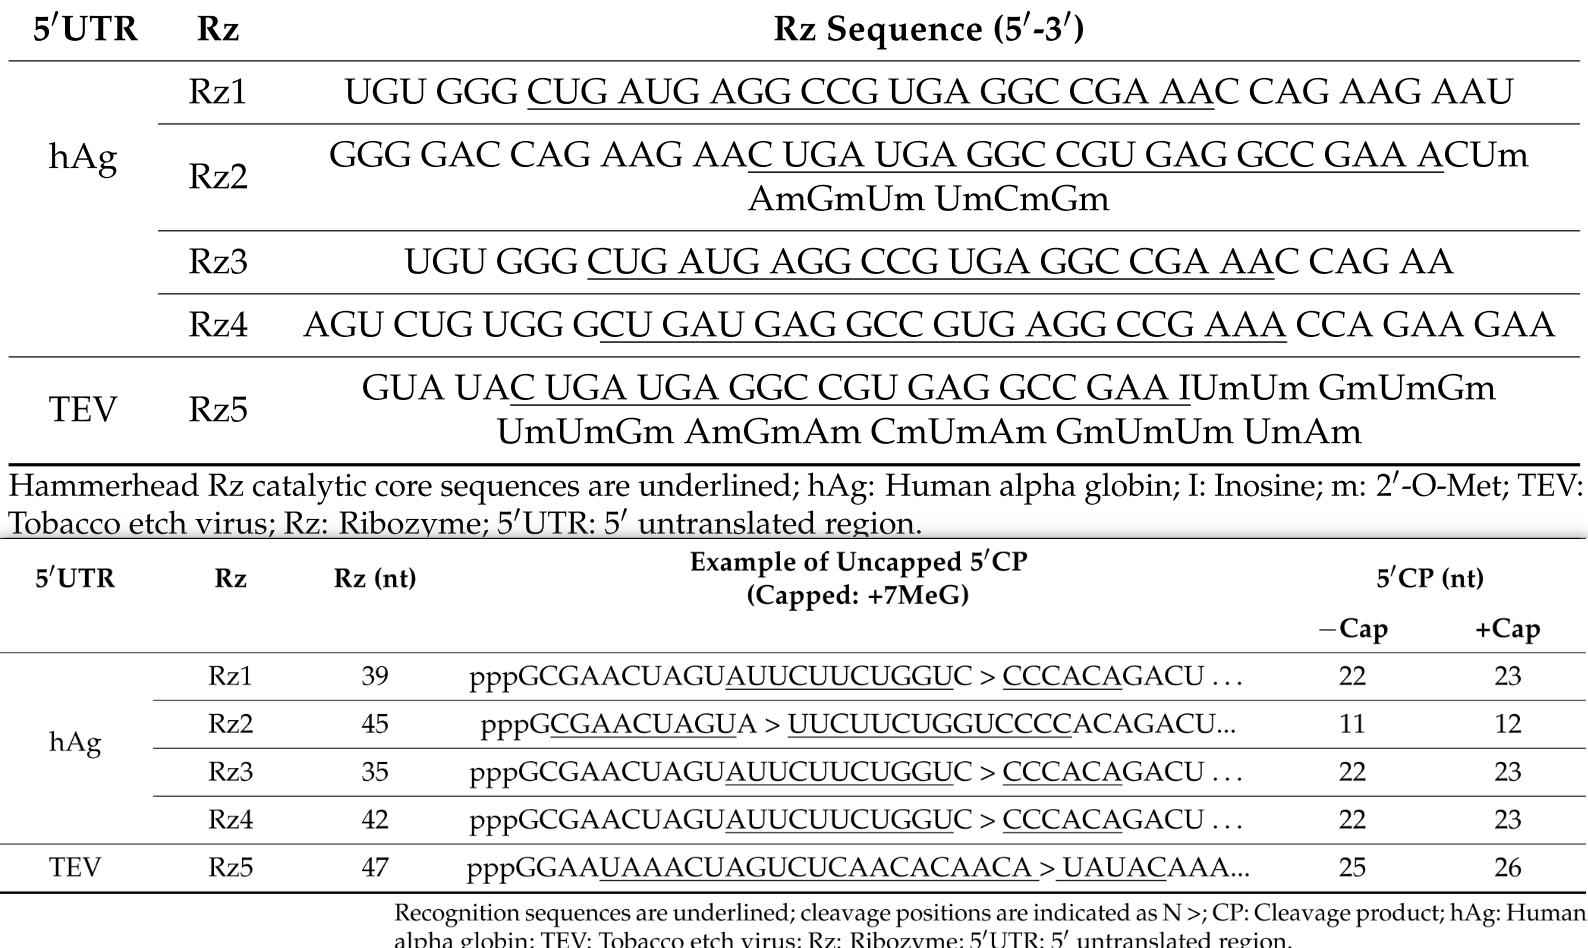 5′UTR Rz Rz Sequence (5′-3′)
Rz1 UGU GGG CUG AUG AGG CCG UGA GGC CGA AAC CAG AAG AAU
hAg
Rz2 GGG GAC CAG AAG AAC UGA UGA GGC CGU GAG GCC GAA ACUm
AmGmUm UmCmGm
Rz3 UGU GGG CUG AUG AGG CCG UGA GGC CGA AAC CAG AA
Rz4 AGU CUG UGG GCU GAU GAG GCC GUG AGG CCG AAA CCA GAA GAA
TEV Rz5 GUA UAC UGA UGA GGC CGU GAG GCC GAA IUmUm GmUmGm
UmUmGm AmGmAm CmUmAm GmUmUm UmAm
Hammerhead Rz catalytic core sequences are underlined; hAg: Human alpha globin; I: Inosine; m: 2′-O-Met; TEV:
Tobacco etch virus; Rz: Ribozyme; 5′UTR: 5′ untranslated region.
5′UTR Rz Rz (nt) Example of Uncapped 5′CP
(Capped: +7MeG) 5′CP (nt)
−Cap +Cap
Rz1 39 pppGCGAACUAGUAUUCUUCUGGUC > CCCACAGACU . . . 22 23
hAg
Rz2 45 pppGCGAACUAGUA > UUCUUCUGGUCCCCACAGACU... 11 12
Rz3 35 pppGCGAACUAGUAUUCUUCUGGUC > CCCACAGACU . . . 22 23
Rz4 42 pppGCGAACUAGUAUUCUUCUGGUC > CCCACAGACU . . . 22 23
TEV Rz5 47 pppGGAAUAAACUAGUCUCAACACAACA > UAUACAAA... 25 26
Recognition sequences are underlined; cleavage positions are indicated as N >; CP: Cleavage product; hAg: Human
alpha globin; TEV: Tobacco etch virus; Rz: Ribozyme; 5′UTR: 5′ untranslated region.